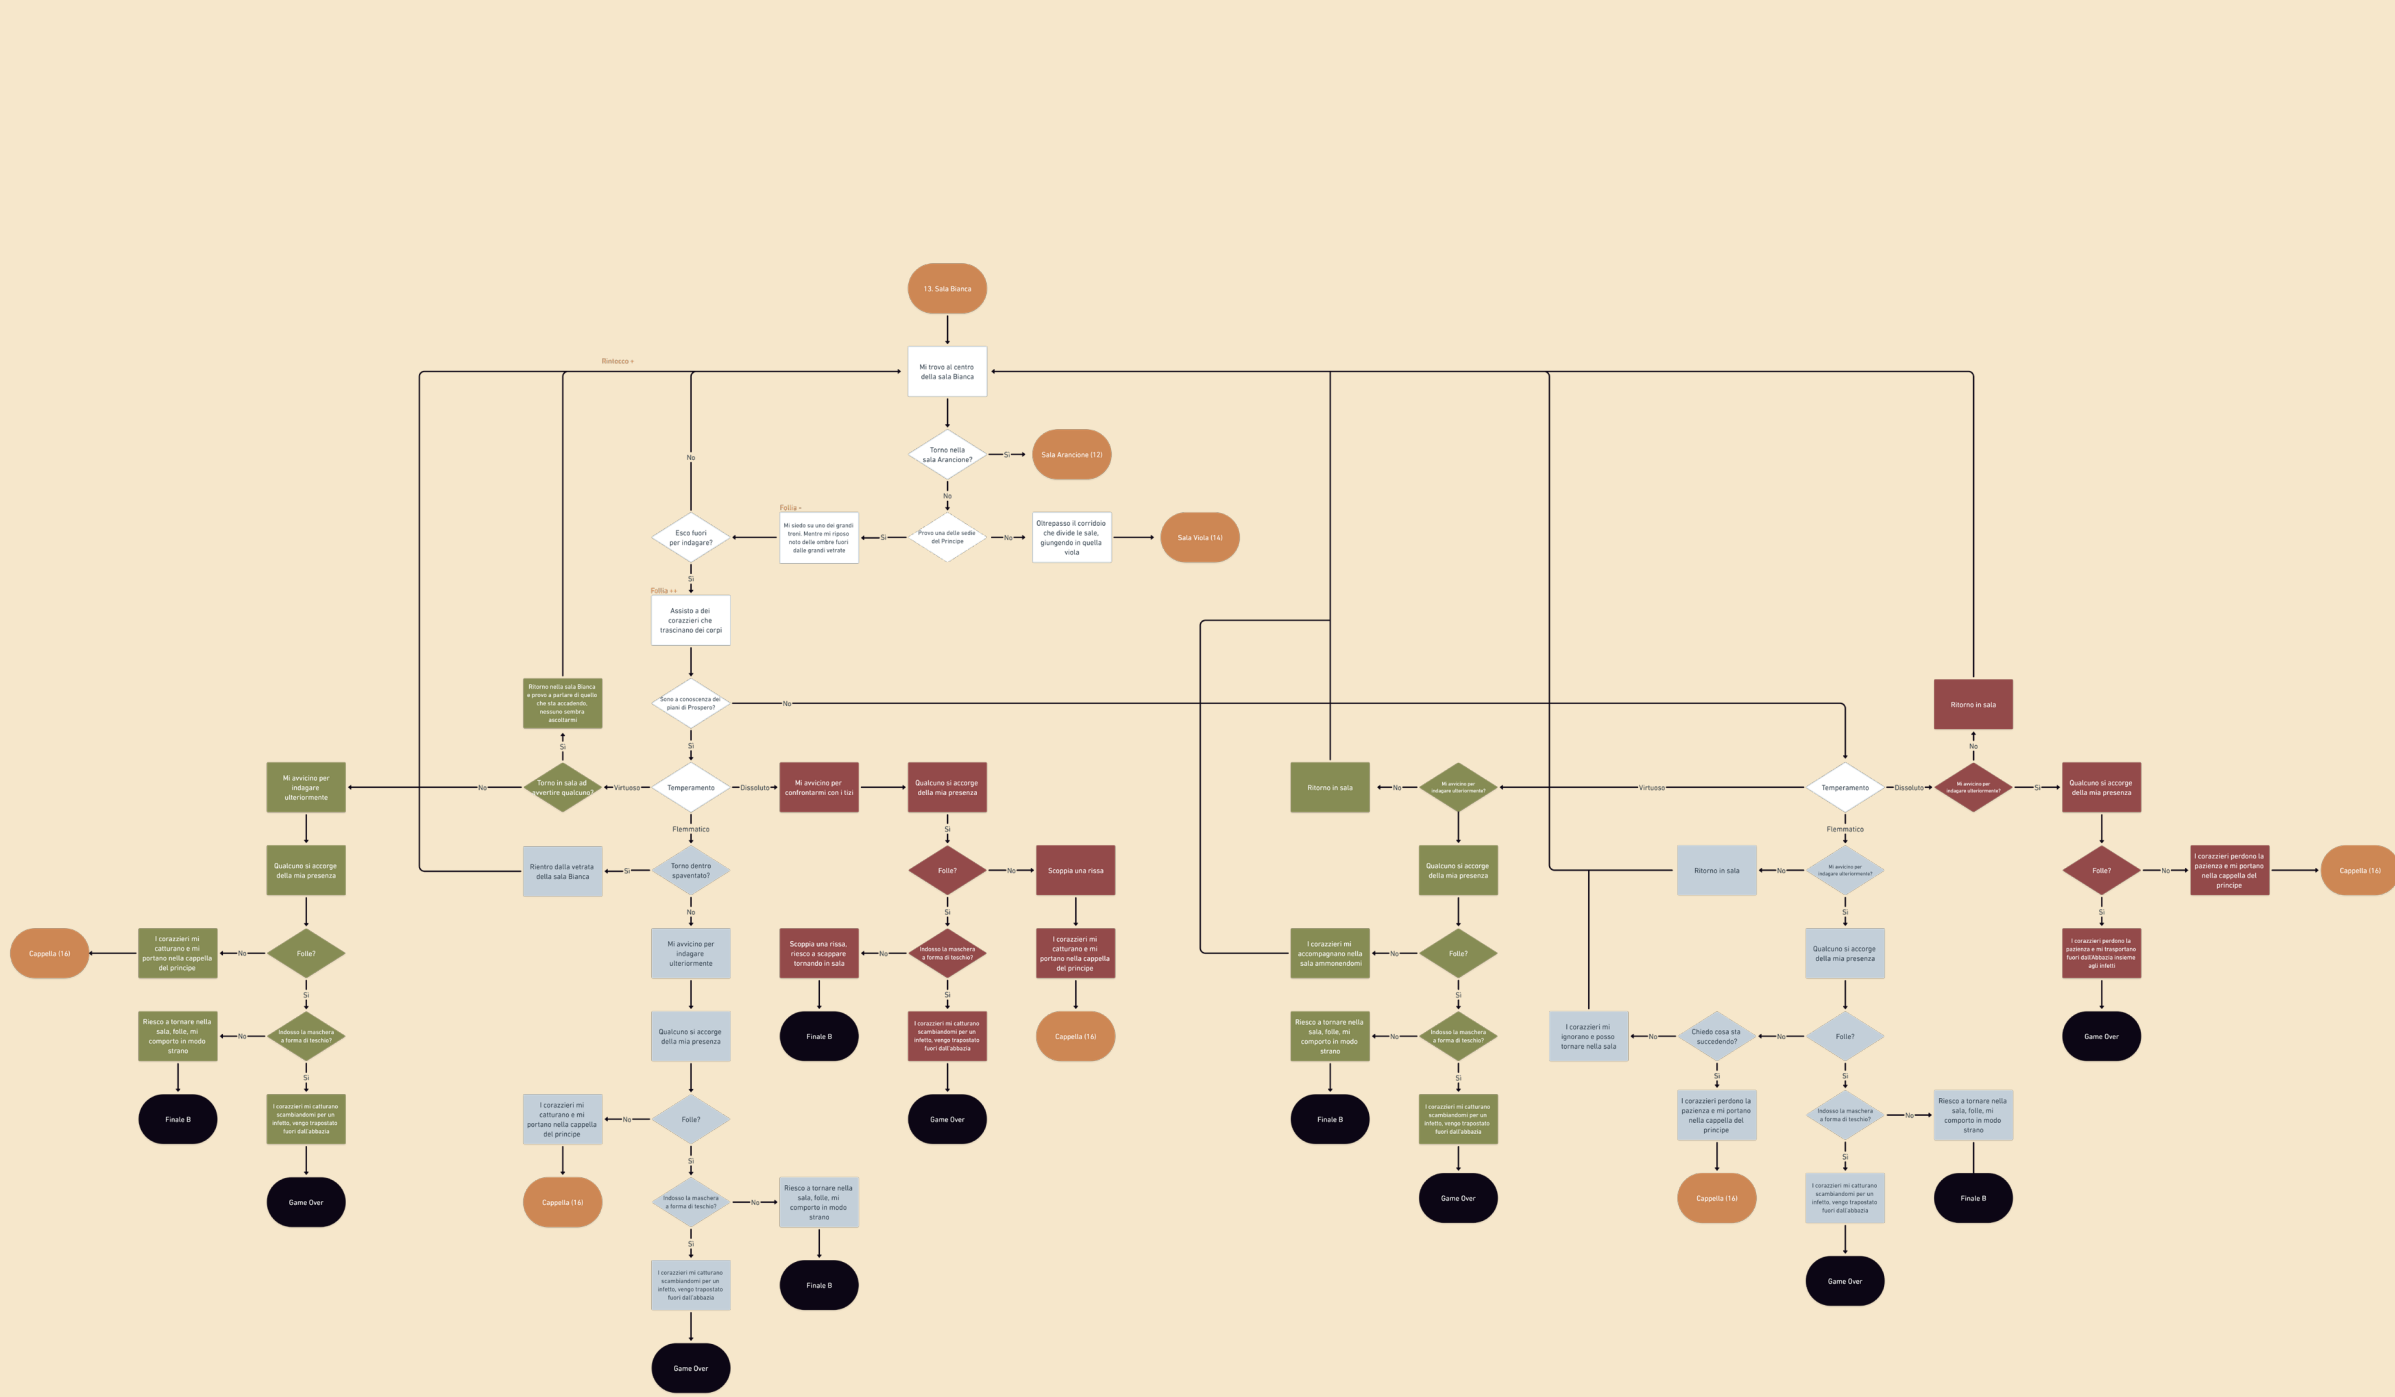 13. Sala Bianca
Rintocco +
Mi trovo al centro
della sala Bianca
Torno nella
sala Arancione?
Sì
Sala Arancione (12)
No
No
Follia +
Esco fuori
per indagare?
Mi siedo su uno dei grandi
troni. Mentre mi riposo
noto delle ombre fuori
dalle grandi vetrate
Sì
Provo una delle sedie
del Principe
No
Oltrepasso il corridoio
che divide le sale,
giungendo in quella
viola
Sala Viola (14)
Sì
Follia ++
Assisto a dei
corazzieri che
trascinano dei corpi
Ritorno nella sala Bianca
e provo a parlare di quello
che sta accadendo,
nessuno sembra
ascoltarmi
Sono a conoscenza dei
piani di Prospero?
No
Ritorno in sala
Sì
Sì
No
Mi avvicino per
indagare
ulteriormente
No
Torno in sala ad
avvertire qualcuno?
Virtuoso
Temperamento
Dissoluto
Mi avvicino per
confrontarmi con i tizi
Qualcuno si accorge
della mia presenza
Ritorno in sala
No
Mi avvicino per
indagare ulteriormente?
Virtuoso
Temperamento
Dissoluto
Mi avvicino per
indagare ulteriormente?
Sì
Qualcuno si accorge
della mia presenza
Flemmatico
Sì
Flemmatico
Qualcuno si accorge
della mia presenza
Rientro dalla vetrata
della sala Bianca
Sì
Torno dentro
spaventato?
Folle?
No
Scoppia una rissa
Qualcuno si accorge
della mia presenza
Ritorno in sala
No
Mi avvicino per
indagare ulteriormente?
Folle?
No
I corazzieri perdono la
pazienza e mi portano
nella cappella del
principe
Cappella (16)
No
Sì
Sì
Sì
Cappella (16)
I corazzieri mi
catturano e mi
portano nella cappella
del principe
No
Folle?
Mi avvicino per
indagare
ulteriormente
Scoppia una rissa,
riesco a scappare
tornando in sala
No
Indosso la maschera
a forma di teschio?
I corazzieri mi
catturano e mi
portano nella cappella
del principe
I corazzieri mi
accompagnano nella
sala ammonendomi
No
Folle?
Qualcuno si accorge
della mia presenza
I corazzieri perdono la
pazienza e mi trasportano
fuori dall'Abbazia insieme
agli infetti
Sì
Sì
Sì
Riesco a tornare nella
sala, folle, mi
comporto in modo
strano
No
Indosso la maschera
a forma di teschio?
Qualcuno si accorge
della mia presenza
Finale B
I corazzieri mi catturano
scambiandomi per un
infetto, vengo trapostato
fuori dall'abbazia
Cappella (16)
Riesco a tornare nella
sala, folle, mi
comporto in modo
strano
No
Indosso la maschera
a forma di teschio?
I corazzieri mi
ignorano e posso
tornare nella sala
No
Chiedo cosa sta
succedendo?
No
Folle?
Game Over
Sì
Sì
Sì
Sì
Finale B
I corazzieri mi catturano
scambiandomi per un
infetto, vengo trapostato
fuori dall'abbazia
I corazzieri mi
catturano e mi
portano nella cappella
del principe
No
Folle?
Game Over
Finale B
I corazzieri mi catturano
scambiandomi per un
infetto, vengo trapostato
fuori dall'abbazia
I corazzieri perdono la
pazienza e mi portano
nella cappella del
principe
Indosso la maschera
a forma di teschio?
No
Riesco a tornare nella
sala, folle, mi
comporto in modo
strano
Sì
Sì
Game Over
Cappella (16)
Indosso la maschera
a forma di teschio?
No
Riesco a tornare nella
sala, folle, mi
comporto in modo
strano
Game Over
Cappella (16)
I corazzieri mi catturano
scambiandomi per un
infetto, vengo trapostato
fuori dall'abbazia
Finale B
Sì
I corazzieri mi catturano
scambiandomi per un
infetto, vengo trapostato
fuori dall'abbazia
Finale B
Game Over
Game Over